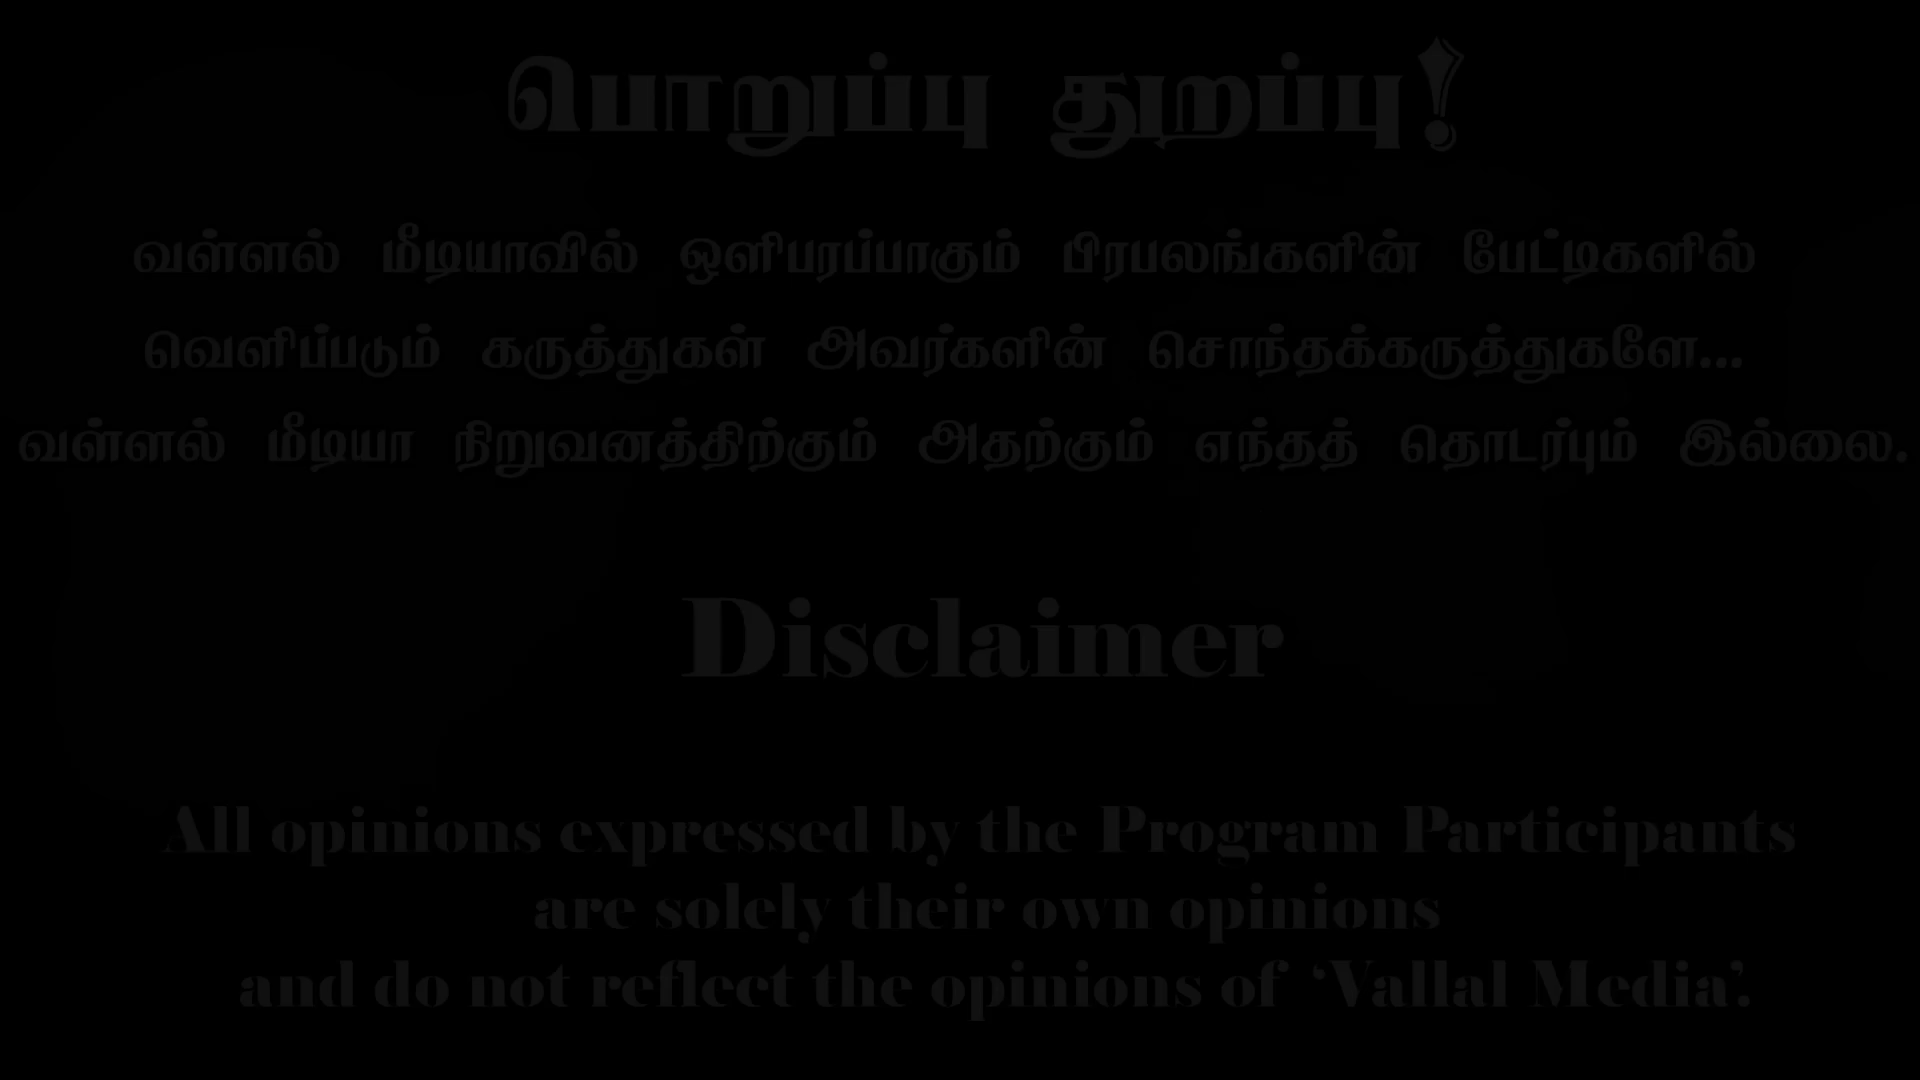 பொறுப்பு துறப்பு!
வள்ளல் மீடியாவில் ஒளிபரப்பாகும் பிரபலங்களின் பேட்டிகளில்
வெளிப்படும் கருத்துகள் அவர்களின் சொந்தக்கருத்துகளே...
வள்ளல் மீடியா நிறுவனத்திற்கும் அதற்கும் எந்தத் தொடர்பும் இல்லை.
Disclaimer
All opinions expressed by the Program Participants
are solely their own opinions
and do not reflect the opinions of ‘Vallal Media’.